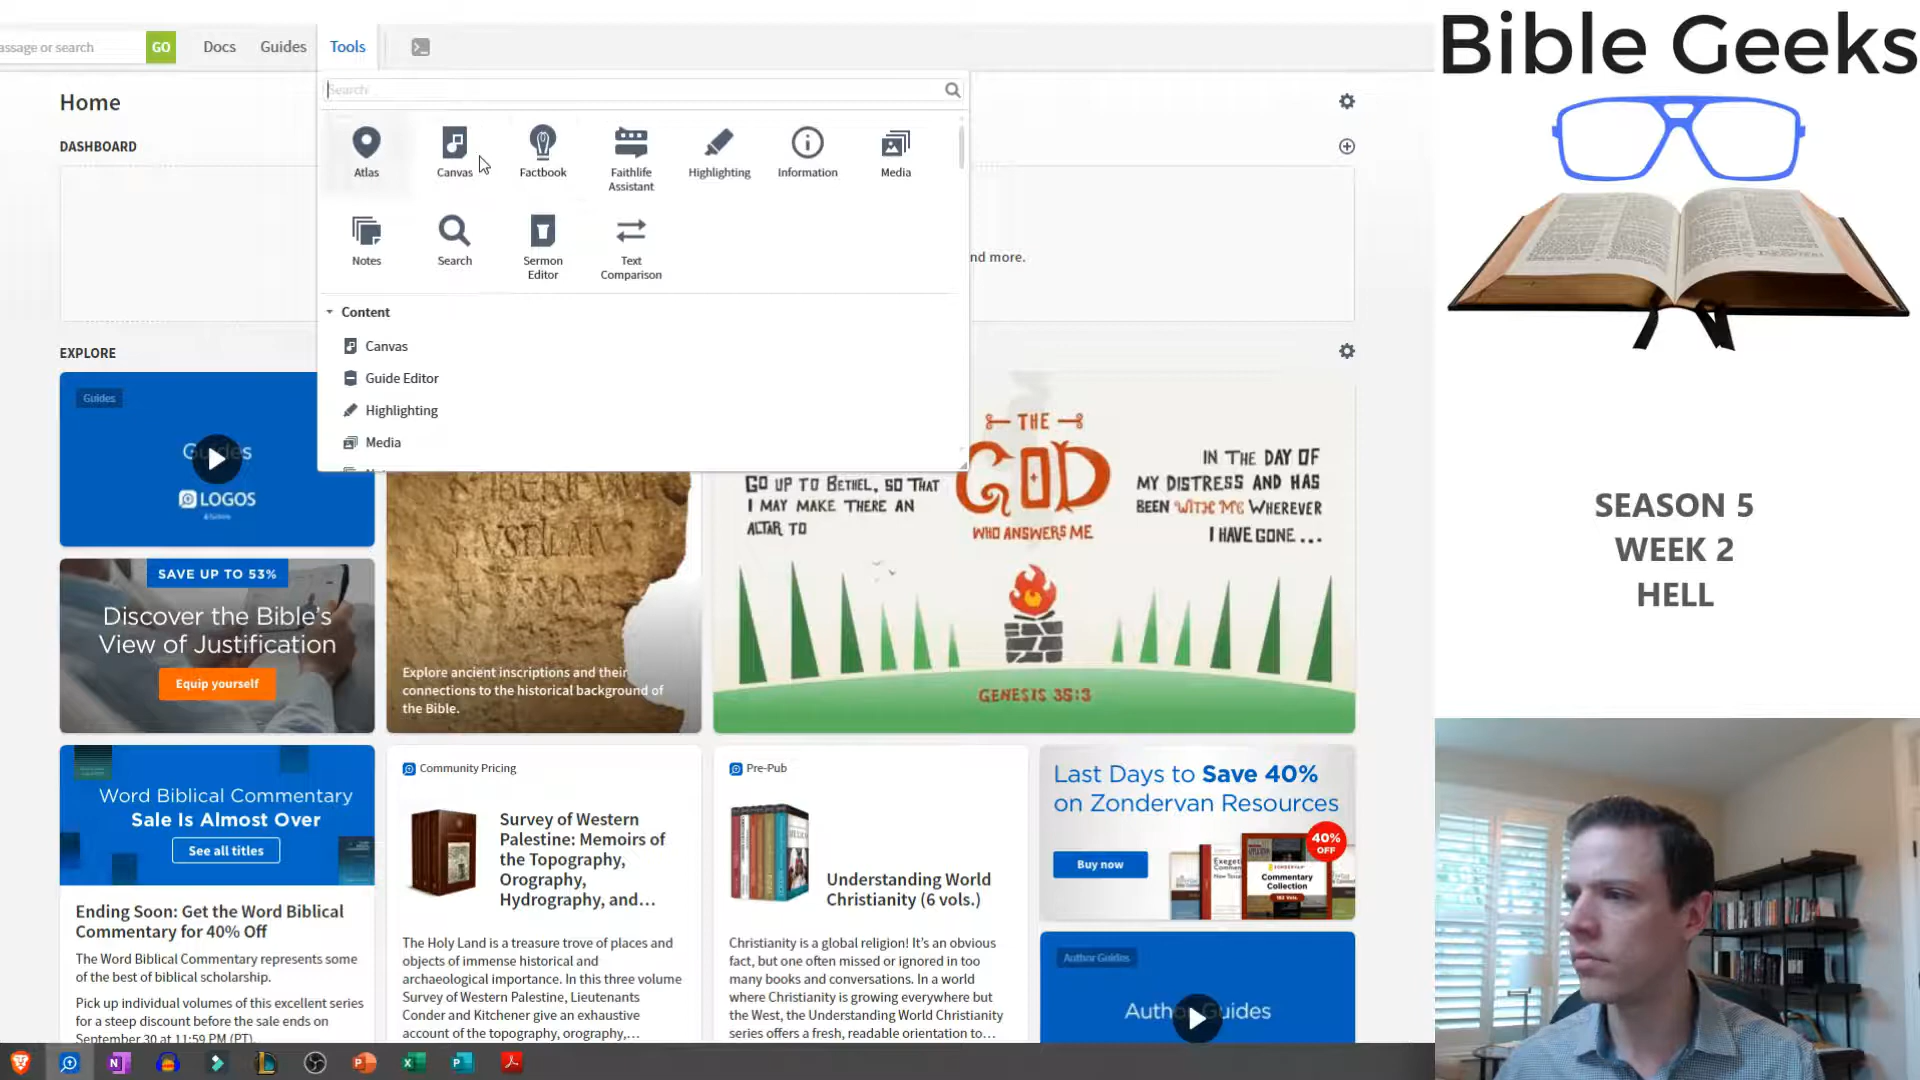 assage or search
GO
Docs
Guides
Tools
Search
Bible Geeks
Home
DASHBOARD
Atlas
Canvas
Factbook
Faithlife
Assistant
Highlighting
Information
Media
Notes
Search
Sermon
Editor
Text
Comparison
nd more.
Content
Canvas
Guide Editor
Highlighting
Media
EXPLORE
Guides
Guides
LOGOS
SAVE UP TO 53%
Discover the Bible's
View of Justification
Equip yourself
Explore ancient inscriptions and their
connections to the historical background of
the Bible.
GO UP TO BETHEL, SO THAT
I MAY MAKE THERE AN
ALTAR TO
THE
GOD
WHO ANSWERS ME
IN THE DAY OF
MY DISTRESS AND HAS
BEEN WITH ME WHEREVER
I HAVE GONE ...
GENESIS 35:3
SEASON 5
WEEK 2
HELL
Word Biblical Commentary
Sale Is Almost Over
See all titles
Ending Soon: Get the Word Biblical
Commentary for 40% Off
The Word Biblical Commentary represents some
of the best of biblical scholarship.
Pick up individual volumes of this excellent series
for a steep discount before the sale ends on
September 30 at 11:59 PM (PT).
Community Pricing
Survey of Western
Palestine: Memoirs of
the Topography,
Orography,
Hydrography, and…
The Holy Land is a treasure trove of places and
objects of immense historical and
archaeological importance. In this three volume
Survey of Western Palestine, Lieutenants
Conder and Kitchener give an exhaustive
account of the topography, orography,…
Pre-Pub
Understanding World
Christianity (6 vols.)
Christianity is a global religion! It's an obvious
fact, but one often missed or ignored in too
many books and conversations. In a world
where Christianity is growing everywhere but
the West, the Understanding World Christianity
series offers a fresh, readable orientation to…
Last Days to Save 40%
on Zondervan Resources
Buy now
40%
OFF
Commentary
Collection
Author Guides
Author Guides